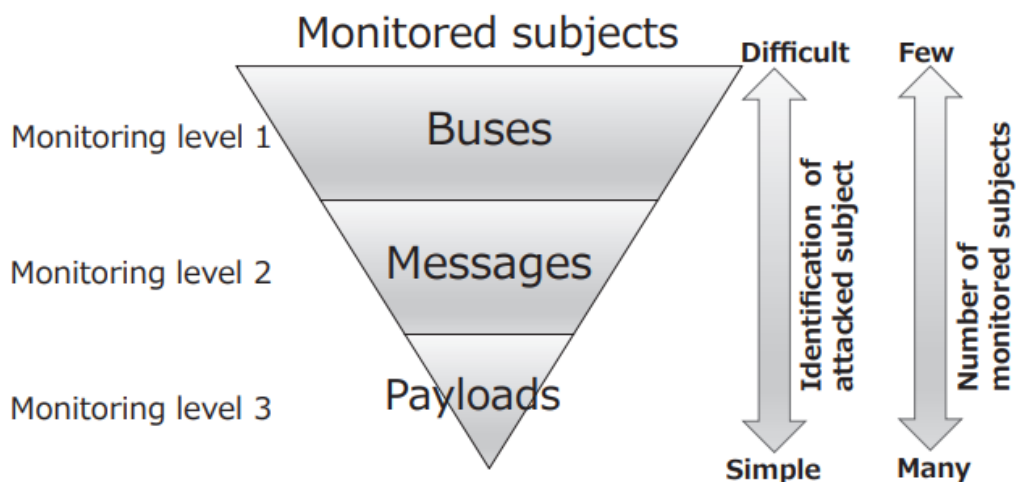 Monitored subjects
Difficult
Few
Monitoring level 1
Buses
Monitoring level 2
Messages
Monitoring level 3
Payloads
Identification of
attacked subject
Number of
monitored subjects
Simple
Many